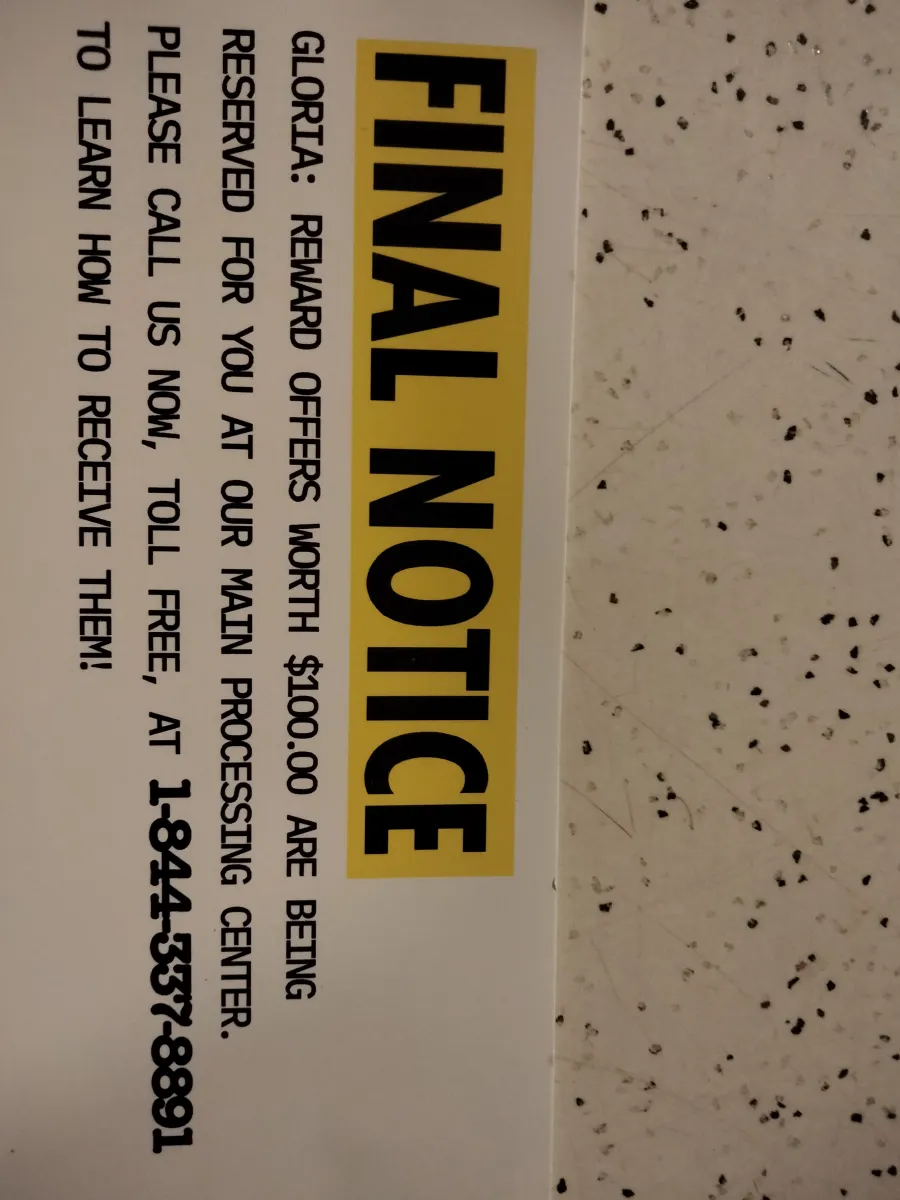 FINAL NOTICE
GLORIA: REWARD OFFERS WORTH $100.00 ARE BEING
RESERVED FOR YOU AT OUR MAIN PROCESSING CENTER.
PLEASE CALL US NOW, TOLL FREE, AT 1-844-337-8891
TO LEARN HOW TO RECEIVE THEM!